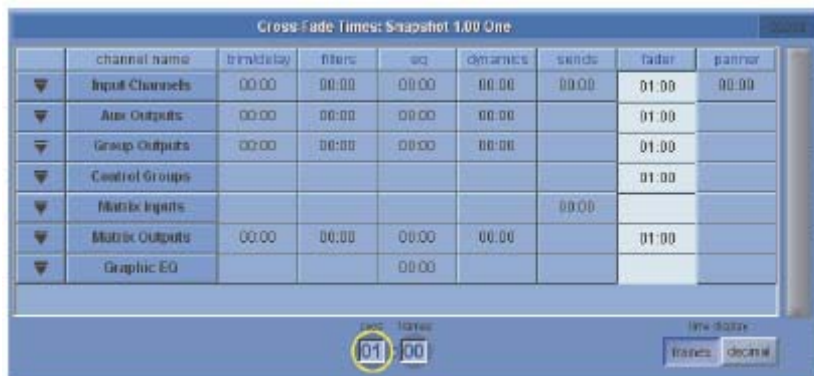 Cross-Fade Times: Snapshot 1.00 One
channel name trim/delay filters eq dynamics sends fader panner
Input Channels 00:00 00:00 00:00 00:00 00:00 01:00 00:00
Aux Outputs 00:00 00:00 00:00 00:00 01:00
Group Outputs 00:00 00:00 00:00 00:00 01:00
Control Groups 01:00
Matrix Inputs 00:00
Matrix Outputs 00:00 00:00 00:00 00:00 01:00
Graphic EQ 00:00
secs frames
01 : 00
time display
frames decimal